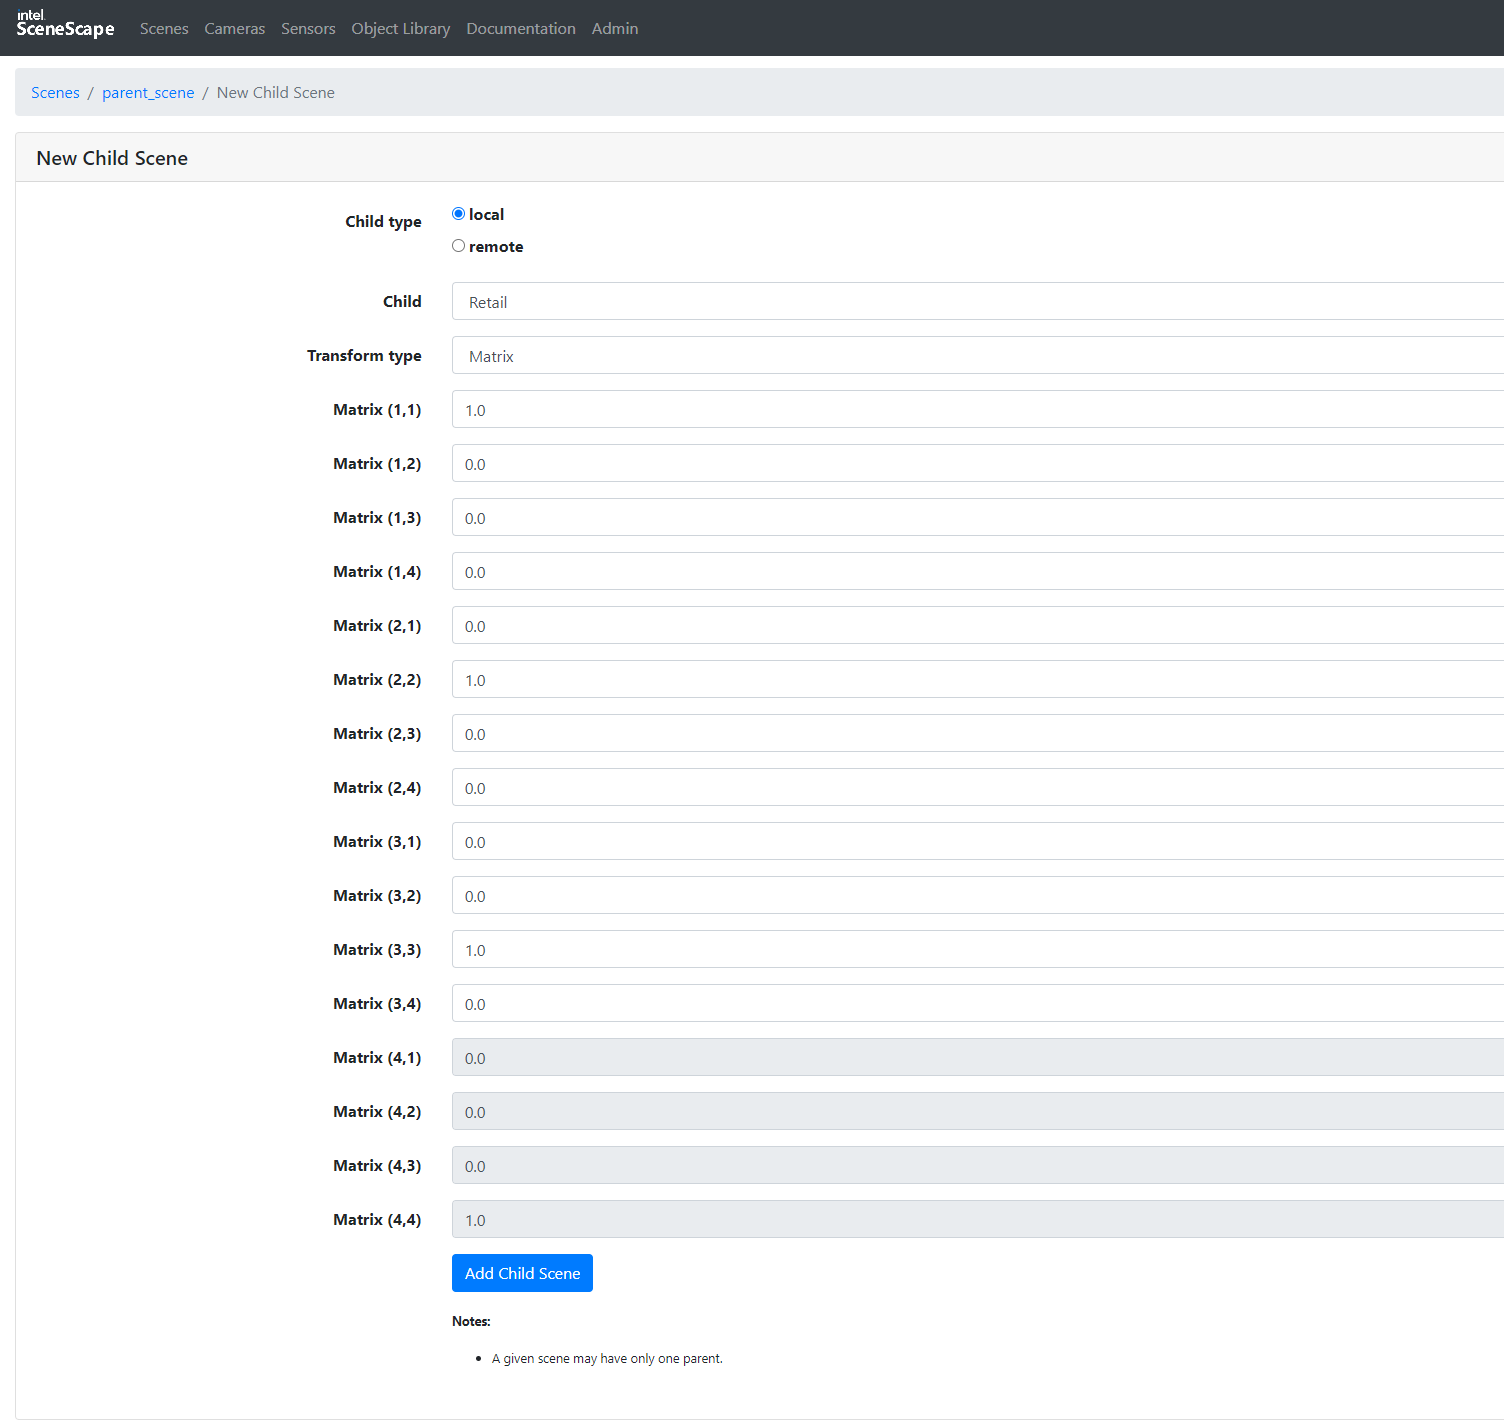 intel
SceneScape
Scenes Cameras Sensors Object Library Documentation Admin
Scenes / parent_scene / New Child Scene
New Child Scene
Child type
local
remote
Child Retail
Transform type Matrix
Matrix (1,1) 1.0
Matrix (1,2) 0.0
Matrix (1,3) 0.0
Matrix (1,4) 0.0
Matrix (2,1) 0.0
Matrix (2,2) 1.0
Matrix (2,3) 0.0
Matrix (2,4) 0.0
Matrix (3,1) 0.0
Matrix (3,2) 0.0
Matrix (3,3) 1.0
Matrix (3,4) 0.0
Matrix (4,1) 0.0
Matrix (4,2) 0.0
Matrix (4,3) 0.0
Matrix (4,4) 1.0
Add Child Scene
Notes:
• A given scene may have only one parent.